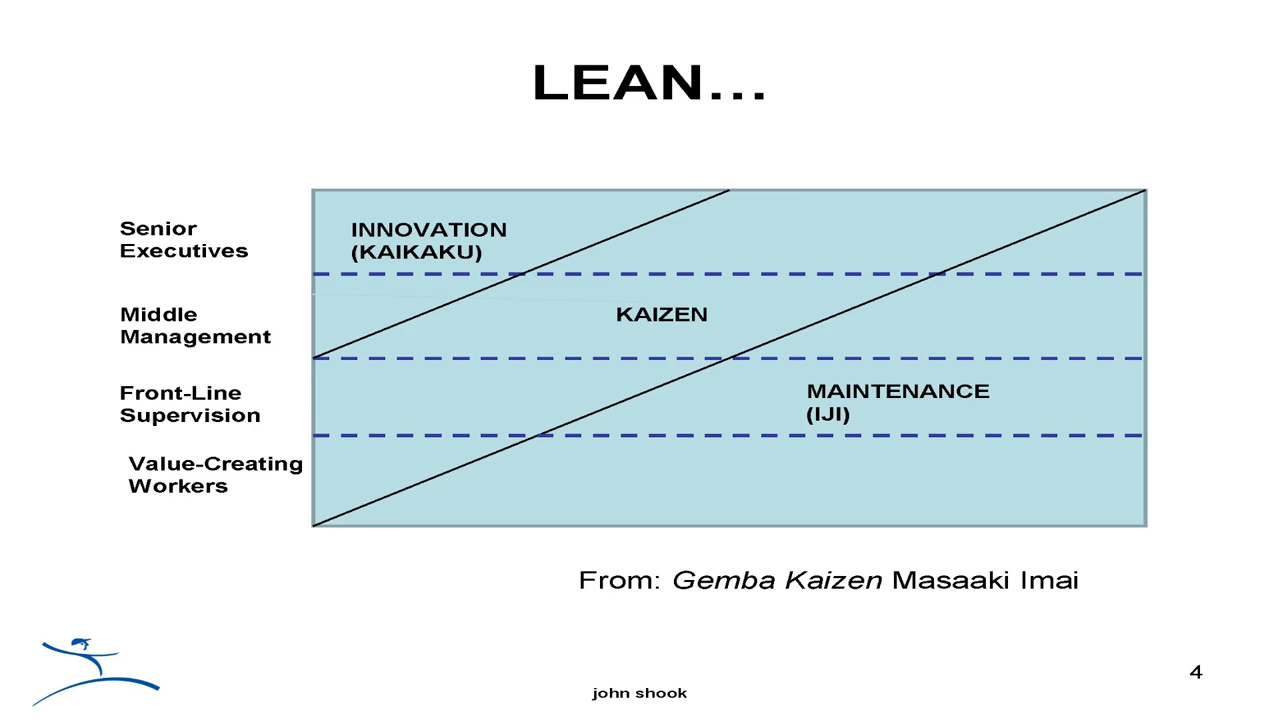 LEAN…
Senior
Executives
INNOVATION
(KAIKAKU)
Middle
Management
KAIZEN
Front-Line
Supervision
MAINTENANCE
(IJI)
Value-Creating
Workers
From: Gemba Kaizen Masaaki Imai
4
john shook